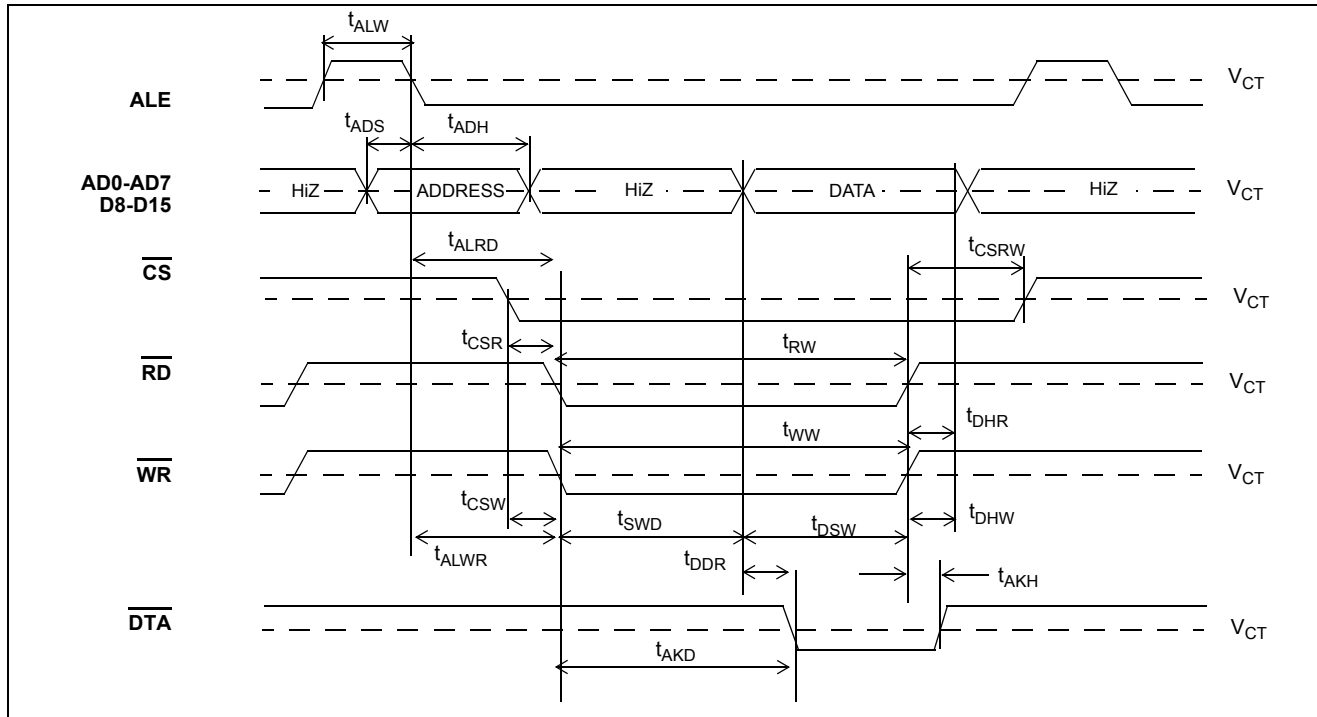 tALW
ALE
VCT
tADS
tADH
AD0-AD7
D8-D15
HiZ
ADDRESS
HiZ
DATA
HiZ
VCT
tALRD
tCSRW
CS
VCT
tCSR
tRW
RD
VCT
tDHR
tWW
WR
VCT
tCSW
tSWD
tDSW
tDHW
tALWR
tDDR
tAKH
DTA
VCT
tAKD